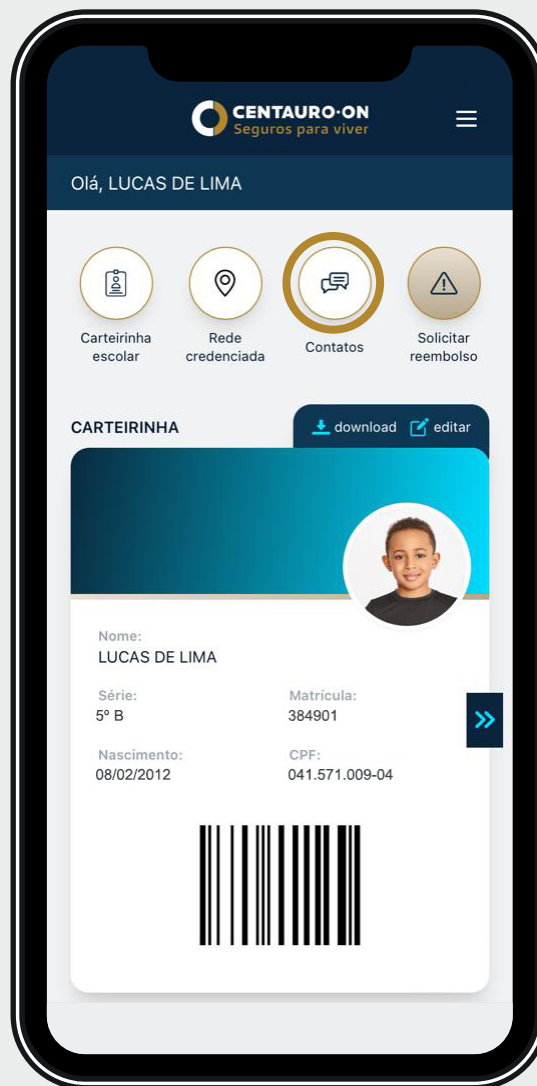 CENTAURO·ON
Seguros para viver
Olá, LUCAS DE LIMA
Carteirinha escolar
Rede credenciada
Contatos
Solicitar reembolso
CARTEIRINHA
download
editar
Nome:
LUCAS DE LIMA
Série:
5º B
Matrícula:
384901
Nascimento:
08/02/2012
CPF:
041.571.009-04